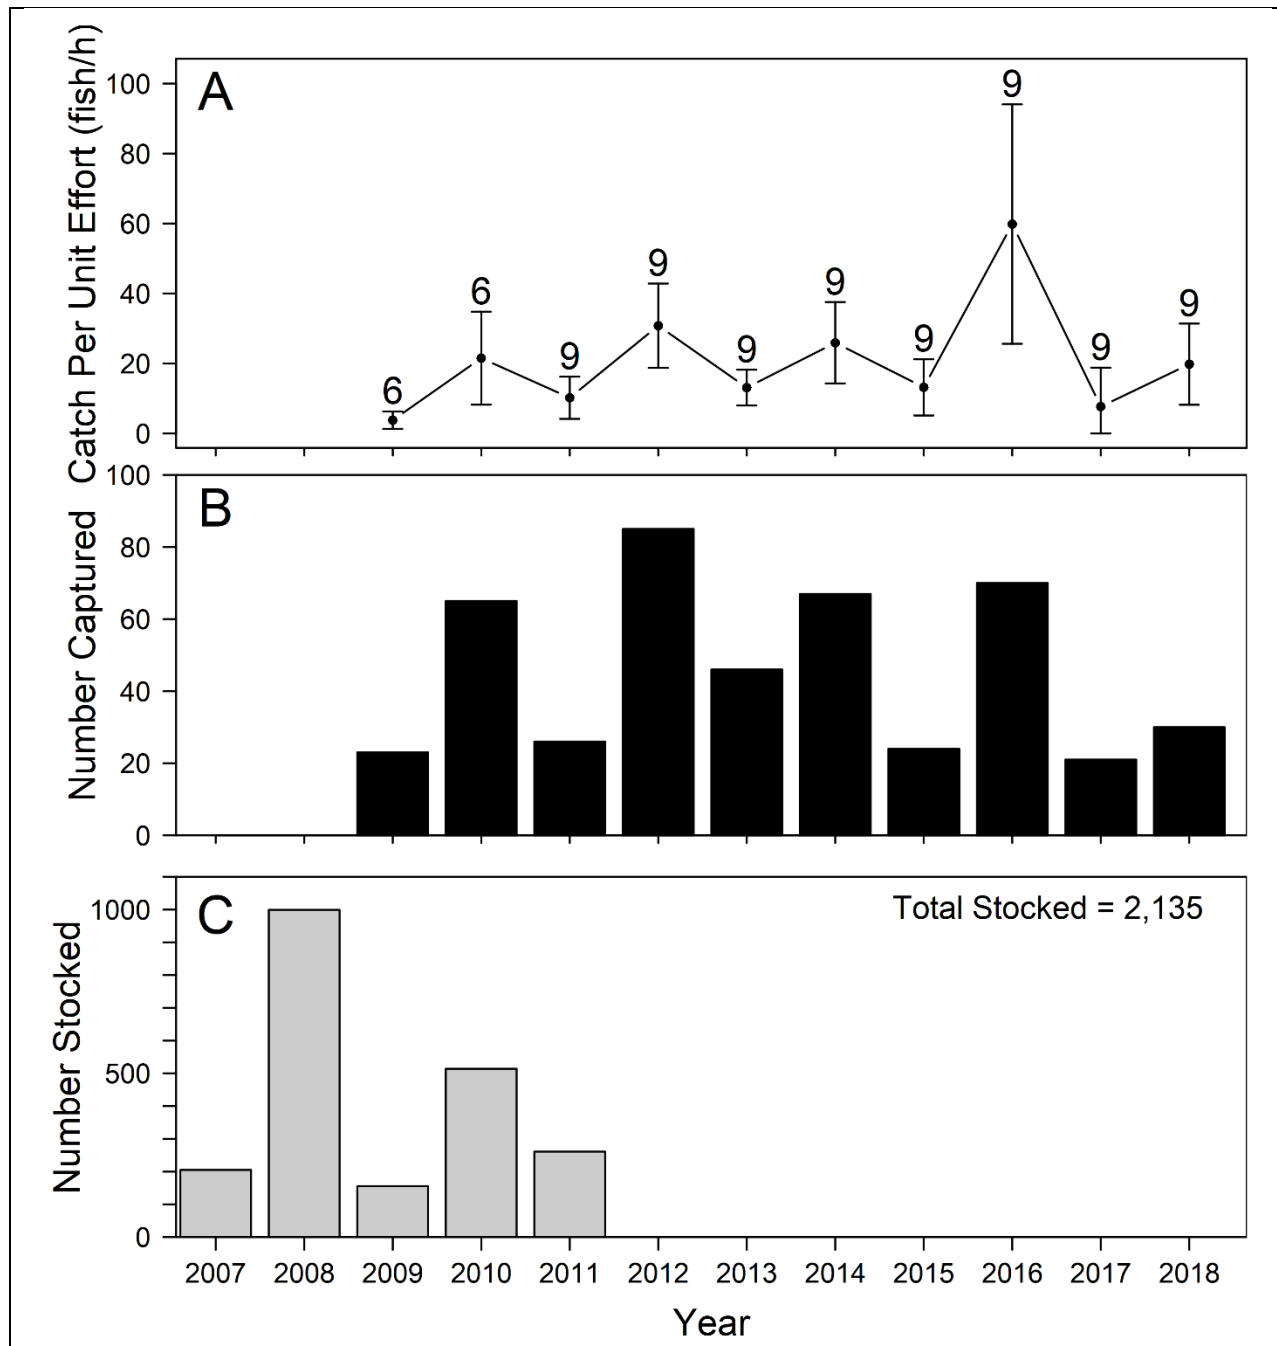 A
Catch Per Unit Effort (fish/h)
100
80
60
40
20
0
6
6
9
9
9
9
9
9
9
9
B
Number Captured
100
80
60
40
20
0
C
Total Stocked = 2,135
Number Stocked
1000
500
0
2007 2008 2009 2010 2011 2012 2013 2014 2015 2016 2017 2018
Year